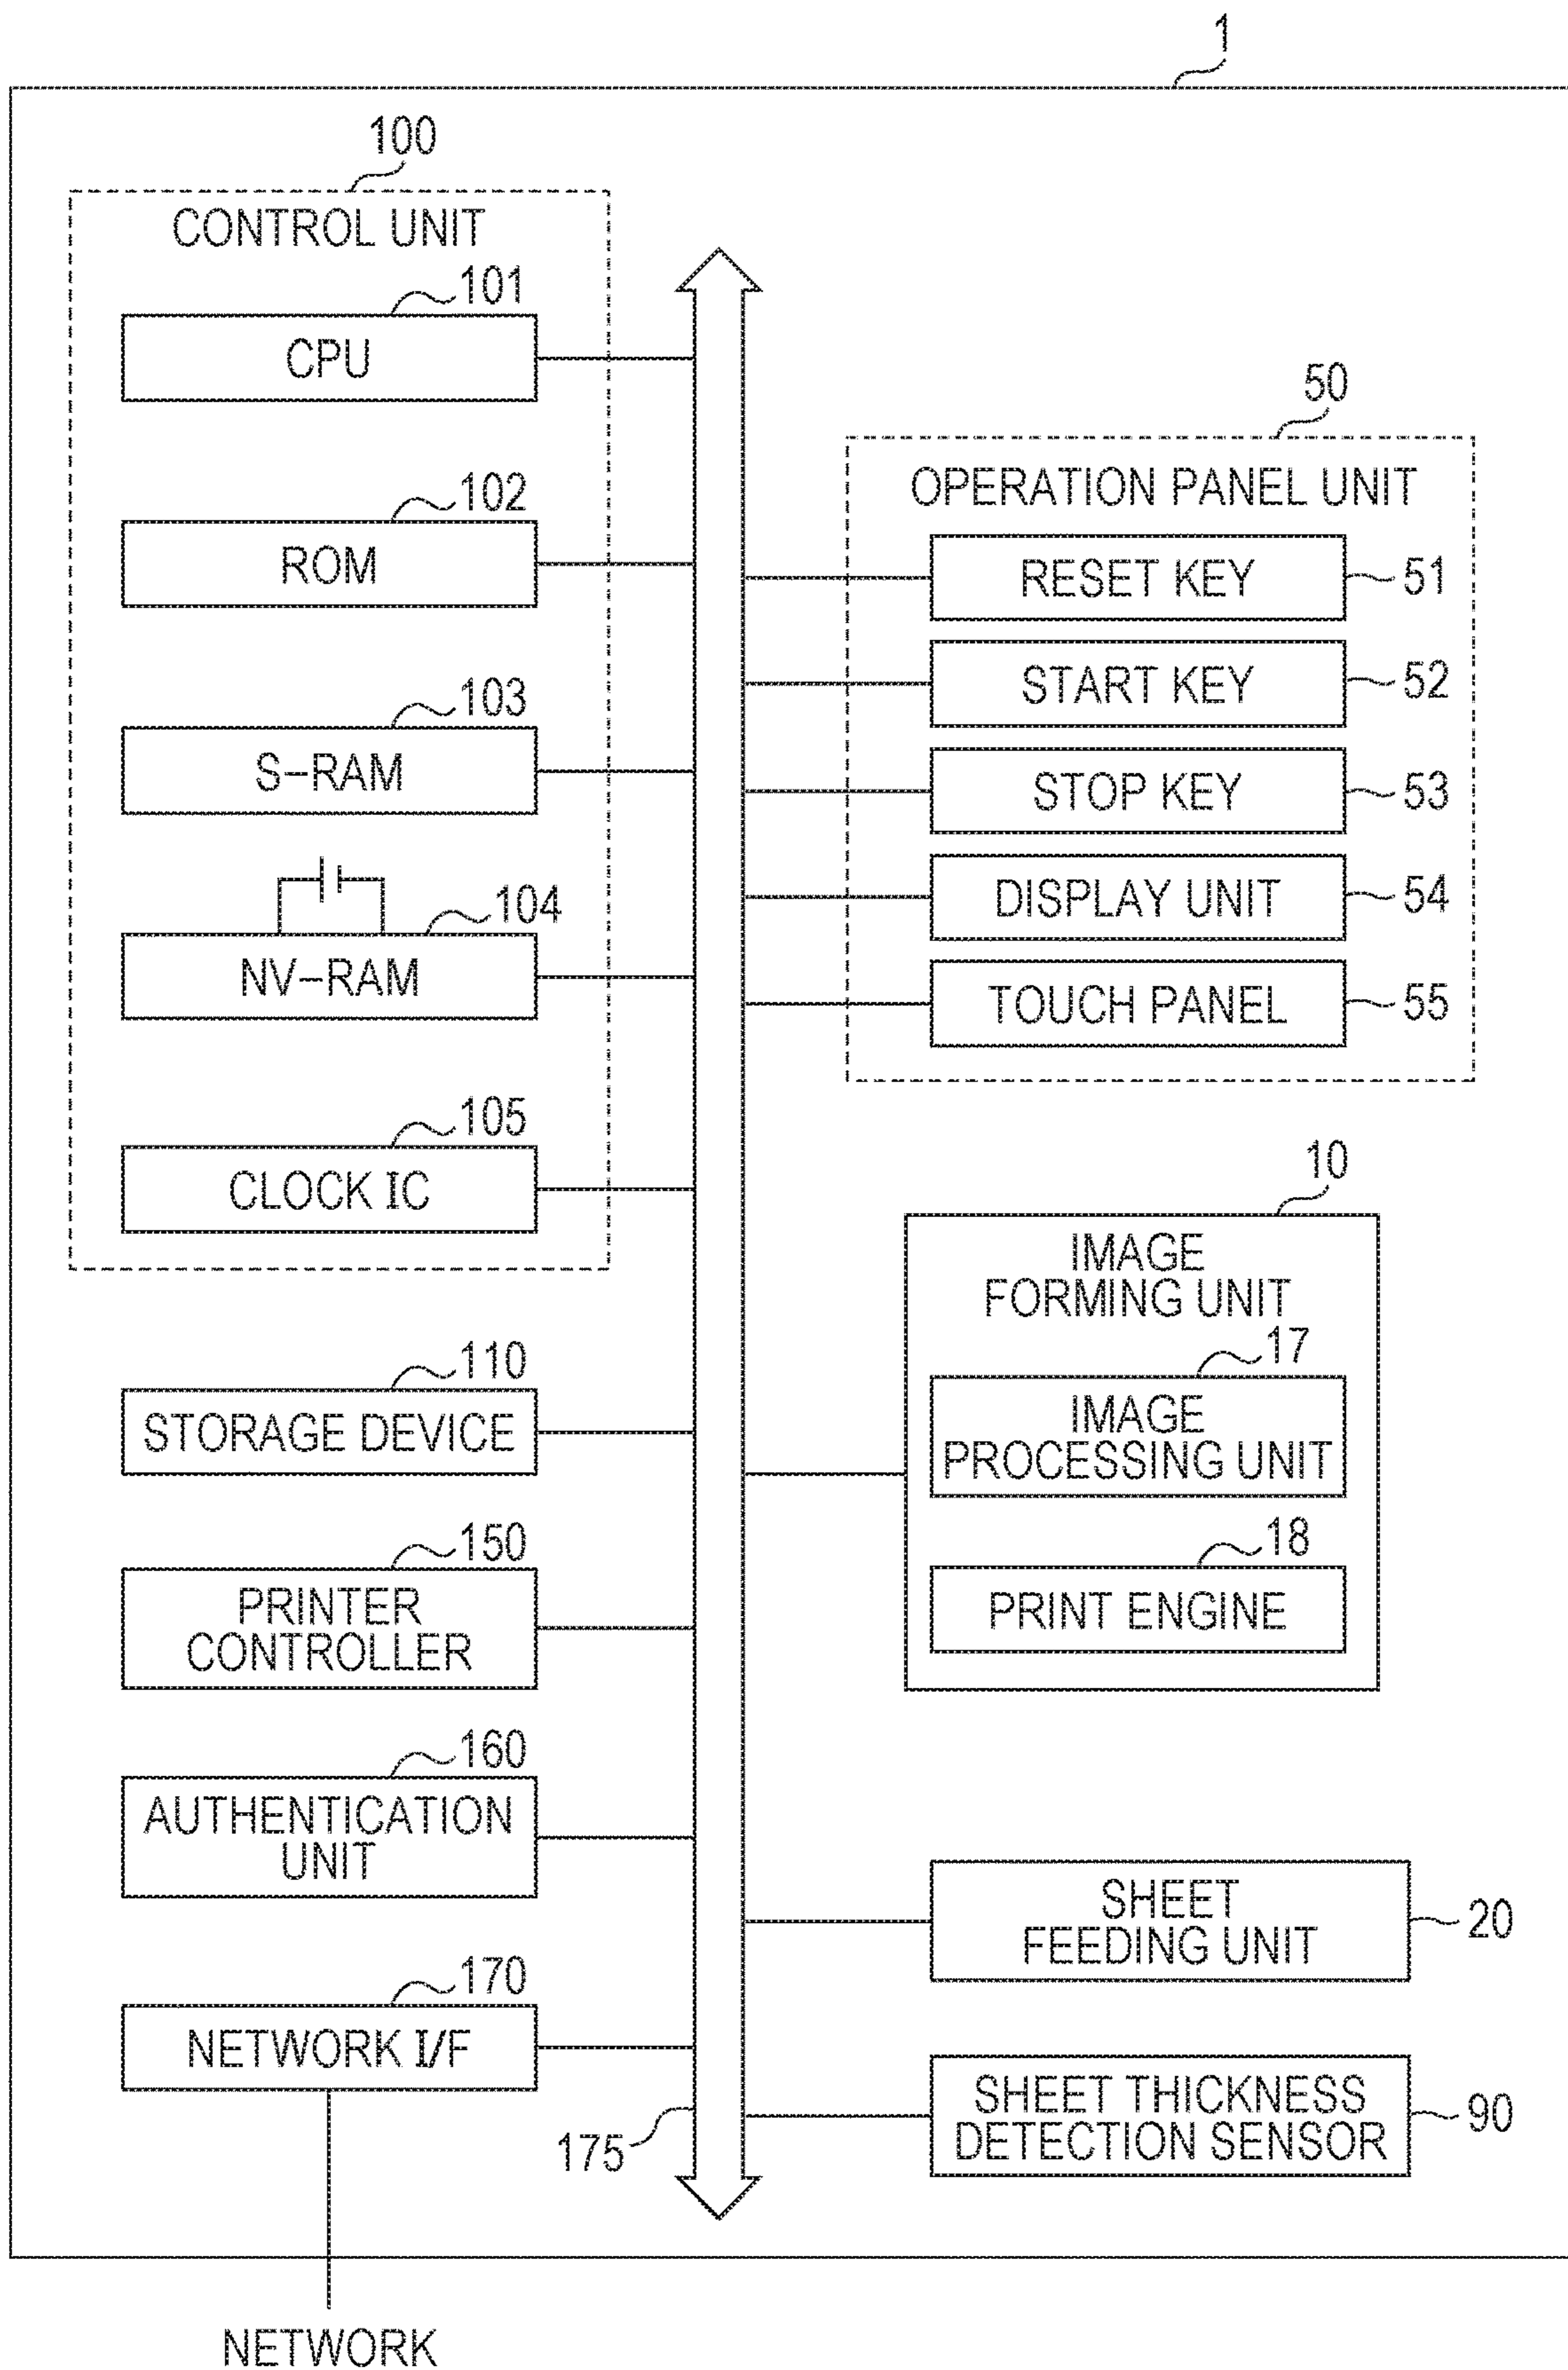 1
100
CONTROL UNIT
101
CPU
102
ROM
103
S-RAM
104
NV-RAM
105
CLOCK IC
110
STORAGE DEVICE
150
PRINTER
CONTROLLER
160
AUTHENTICATION
UNIT
170
NETWORK I/F
175
NETWORK
50
OPERATION PANEL UNIT
RESET KEY 51
START KEY 52
STOP KEY 53
DISPLAY UNIT 54
TOUCH PANEL 55
10
IMAGE
FORMING UNIT
17
IMAGE
PROCESSING UNIT
18
PRINT ENGINE
SHEET
FEEDING UNIT
20
SHEET THICKNESS
DETECTION SENSOR
90